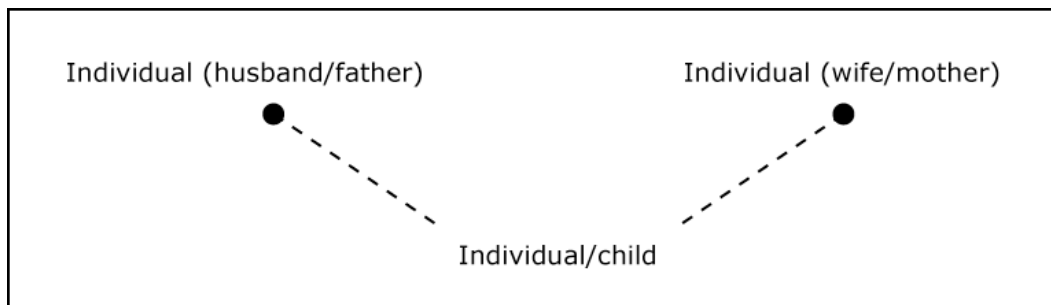 Individual (husband/father)
Individual (wife/mother)
Individual/child